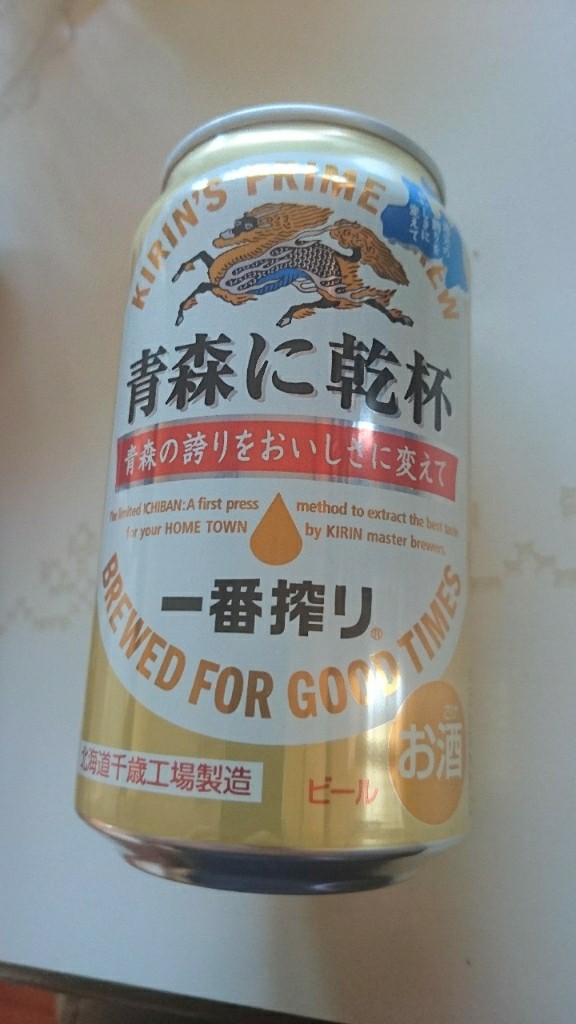 KIRIN'S PRIME BREW
青森に乾杯
青森の誇りをおいしさに変えて
The limited ICHIBAN: A first press
for your HOME TOWN
method to extract the best taste
by KIRIN master brewers.
一番搾り®
BREWED FOR GOOD TIMES
北海道千歳工場製造
ビール
お酒